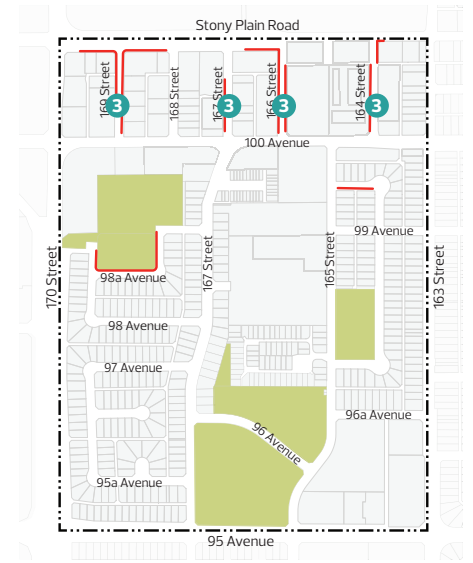 Stony Plain Road
169 Street
3
168 Street
167 Street
3
166 Street
3
164 Street
3
100 Avenue
99 Avenue
170 Street
98a Avenue
167 Street
165 Street
163 Street
98 Avenue
97 Avenue
96a Avenue
96 Avenue
95a Avenue
95 Avenue